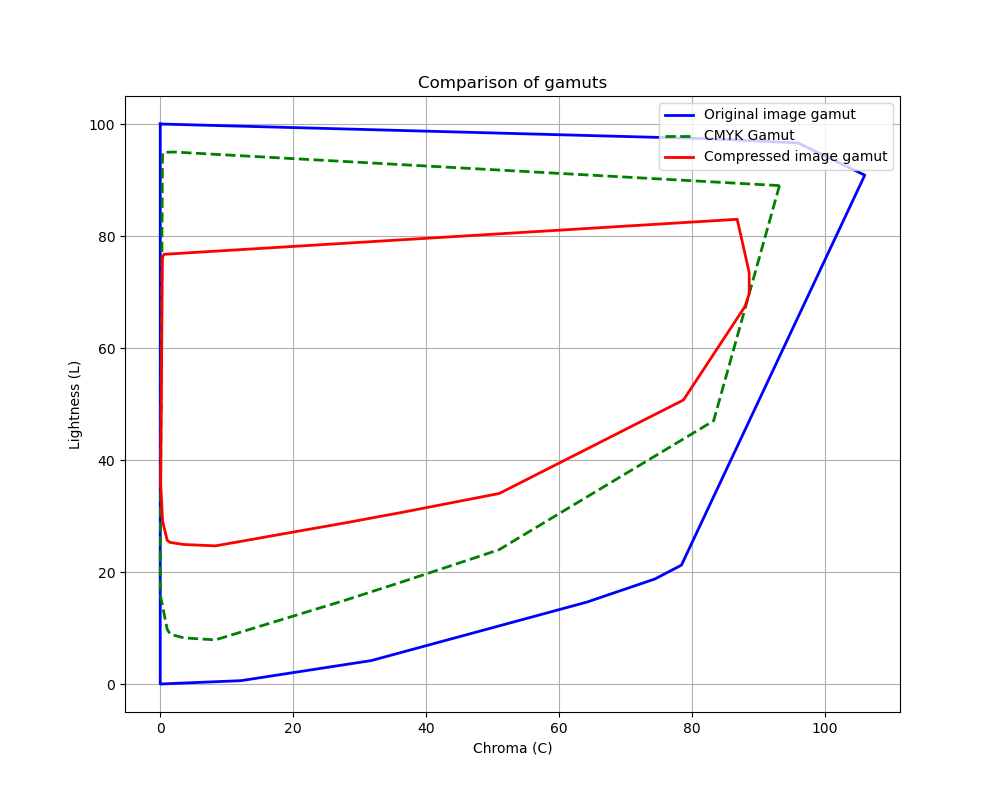 Comparison of gamuts
Original image gamut
CMYK Gamut
Compressed image gamut
100
80
60
40
20
0
Lightness (L)
0 20 40 60 80 100
Chroma (C)